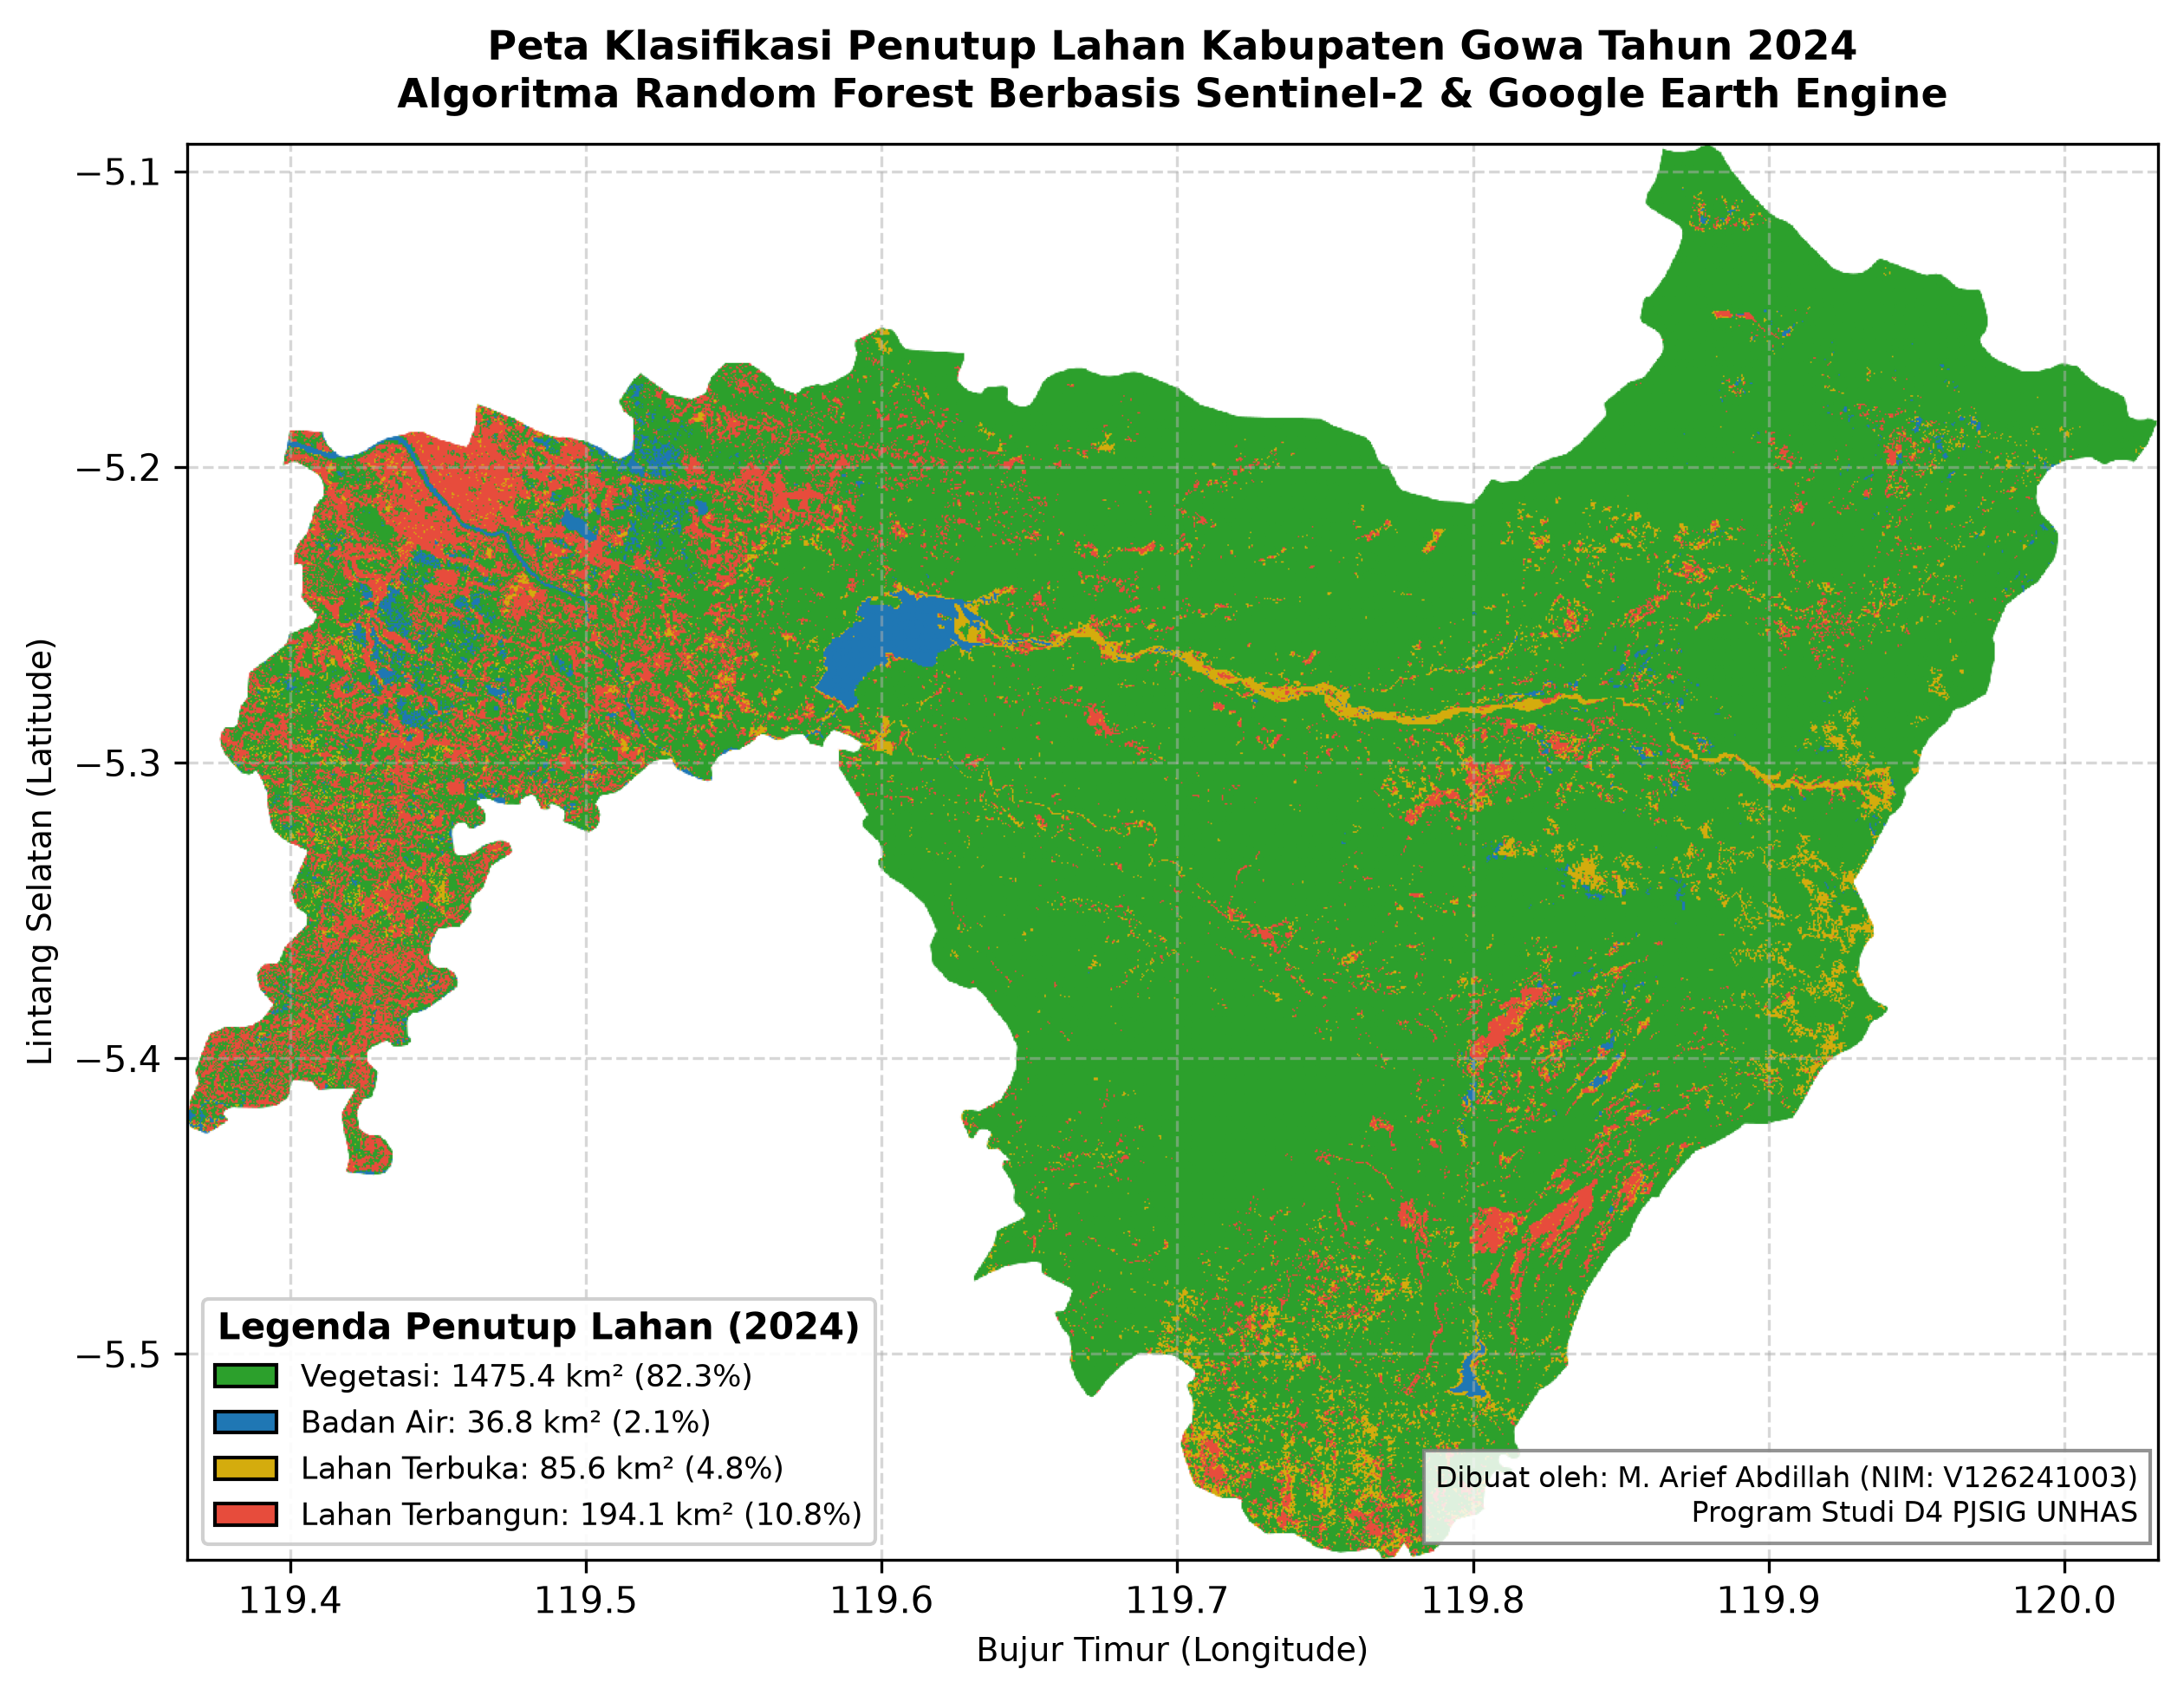 Peta Klasifikasi Penutup Lahan Kabupaten Gowa Tahun 2024
Algoritma Random Forest Berbasis Sentinel-2 & Google Earth Engine
−5.1
−5.2
−5.3
−5.4
−5.5
Lintang Selatan (Latitude)
Legenda Penutup Lahan (2024)
Vegetasi: 1475.4 km² (82.3%)
Badan Air: 36.8 km² (2.1%)
Lahan Terbuka: 85.6 km² (4.8%)
Lahan Terbangun: 194.1 km² (10.8%)
Dibuat oleh: M. Arief Abdillah (NIM: V126241003)
Program Studi D4 PJSIG UNHAS
119.4
119.5
119.6
119.7
119.8
119.9
120.0
Bujur Timur (Longitude)